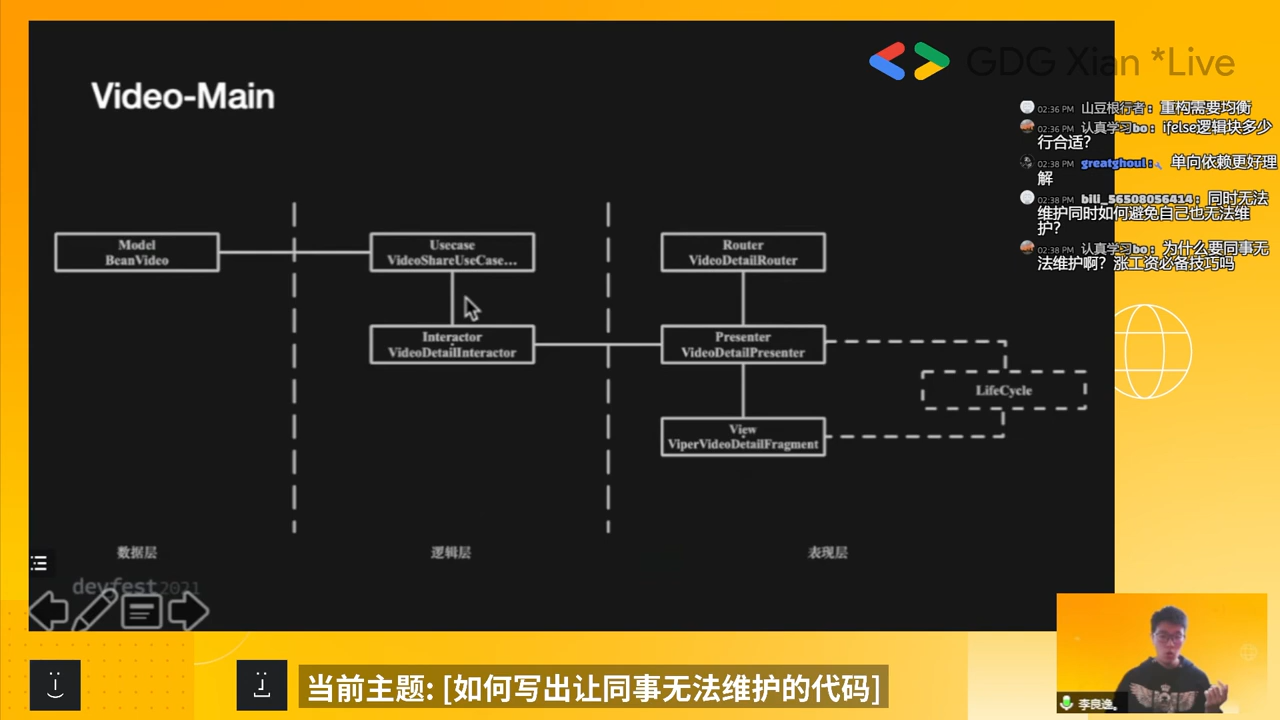 GDG Xian *Live
Video-Main
02:36 PM 山豆根行者: 重构需要均衡
02:36 PM 认真学习bo: ifelse逻辑块多少
行合适?
02:38 PM greatghoul: 单向依赖更好理
解
02:38 PM bili_56508056414: 同时无法
维护同时如何避免自己也无法维
护?
02:38 PM 认真学习bo: 为什么要同事无
法维护啊? 涨工资必备技巧吗
Model
BeanVideo
Usecase
VideoShareUseCase...
Router
VideoDetailRouter
Interactor
VideoDetailInteractor
Presenter
VideoDetailPresenter
LifeCycle
View
ViperVideoDetailFragment
数据层
逻辑层
表现层
devfest2021
当前主题: [如何写出让同事无法维护的代码]
李良逸。